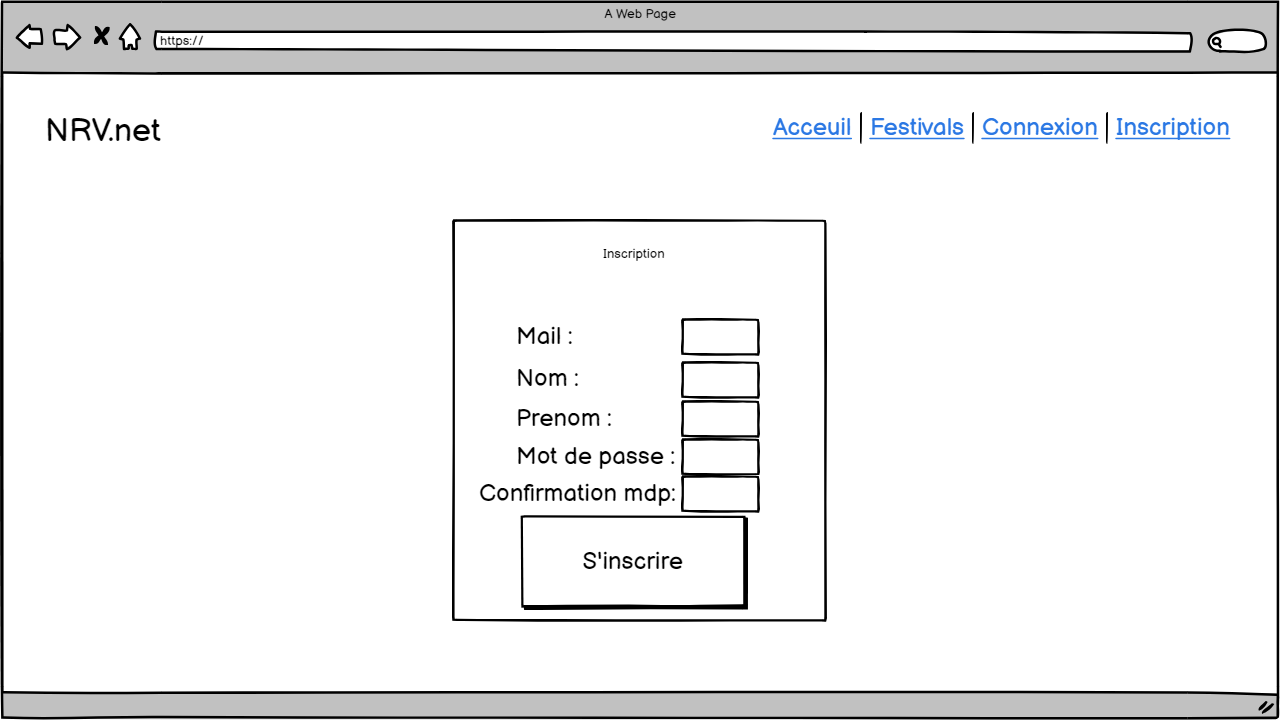 A Web Page
https://
NRV.net
Acceuil | Festivals | Connexion | Inscription
Inscription
Mail :
Nom :
Prenom :
Mot de passe :
Confirmation mdp:
S'inscrire